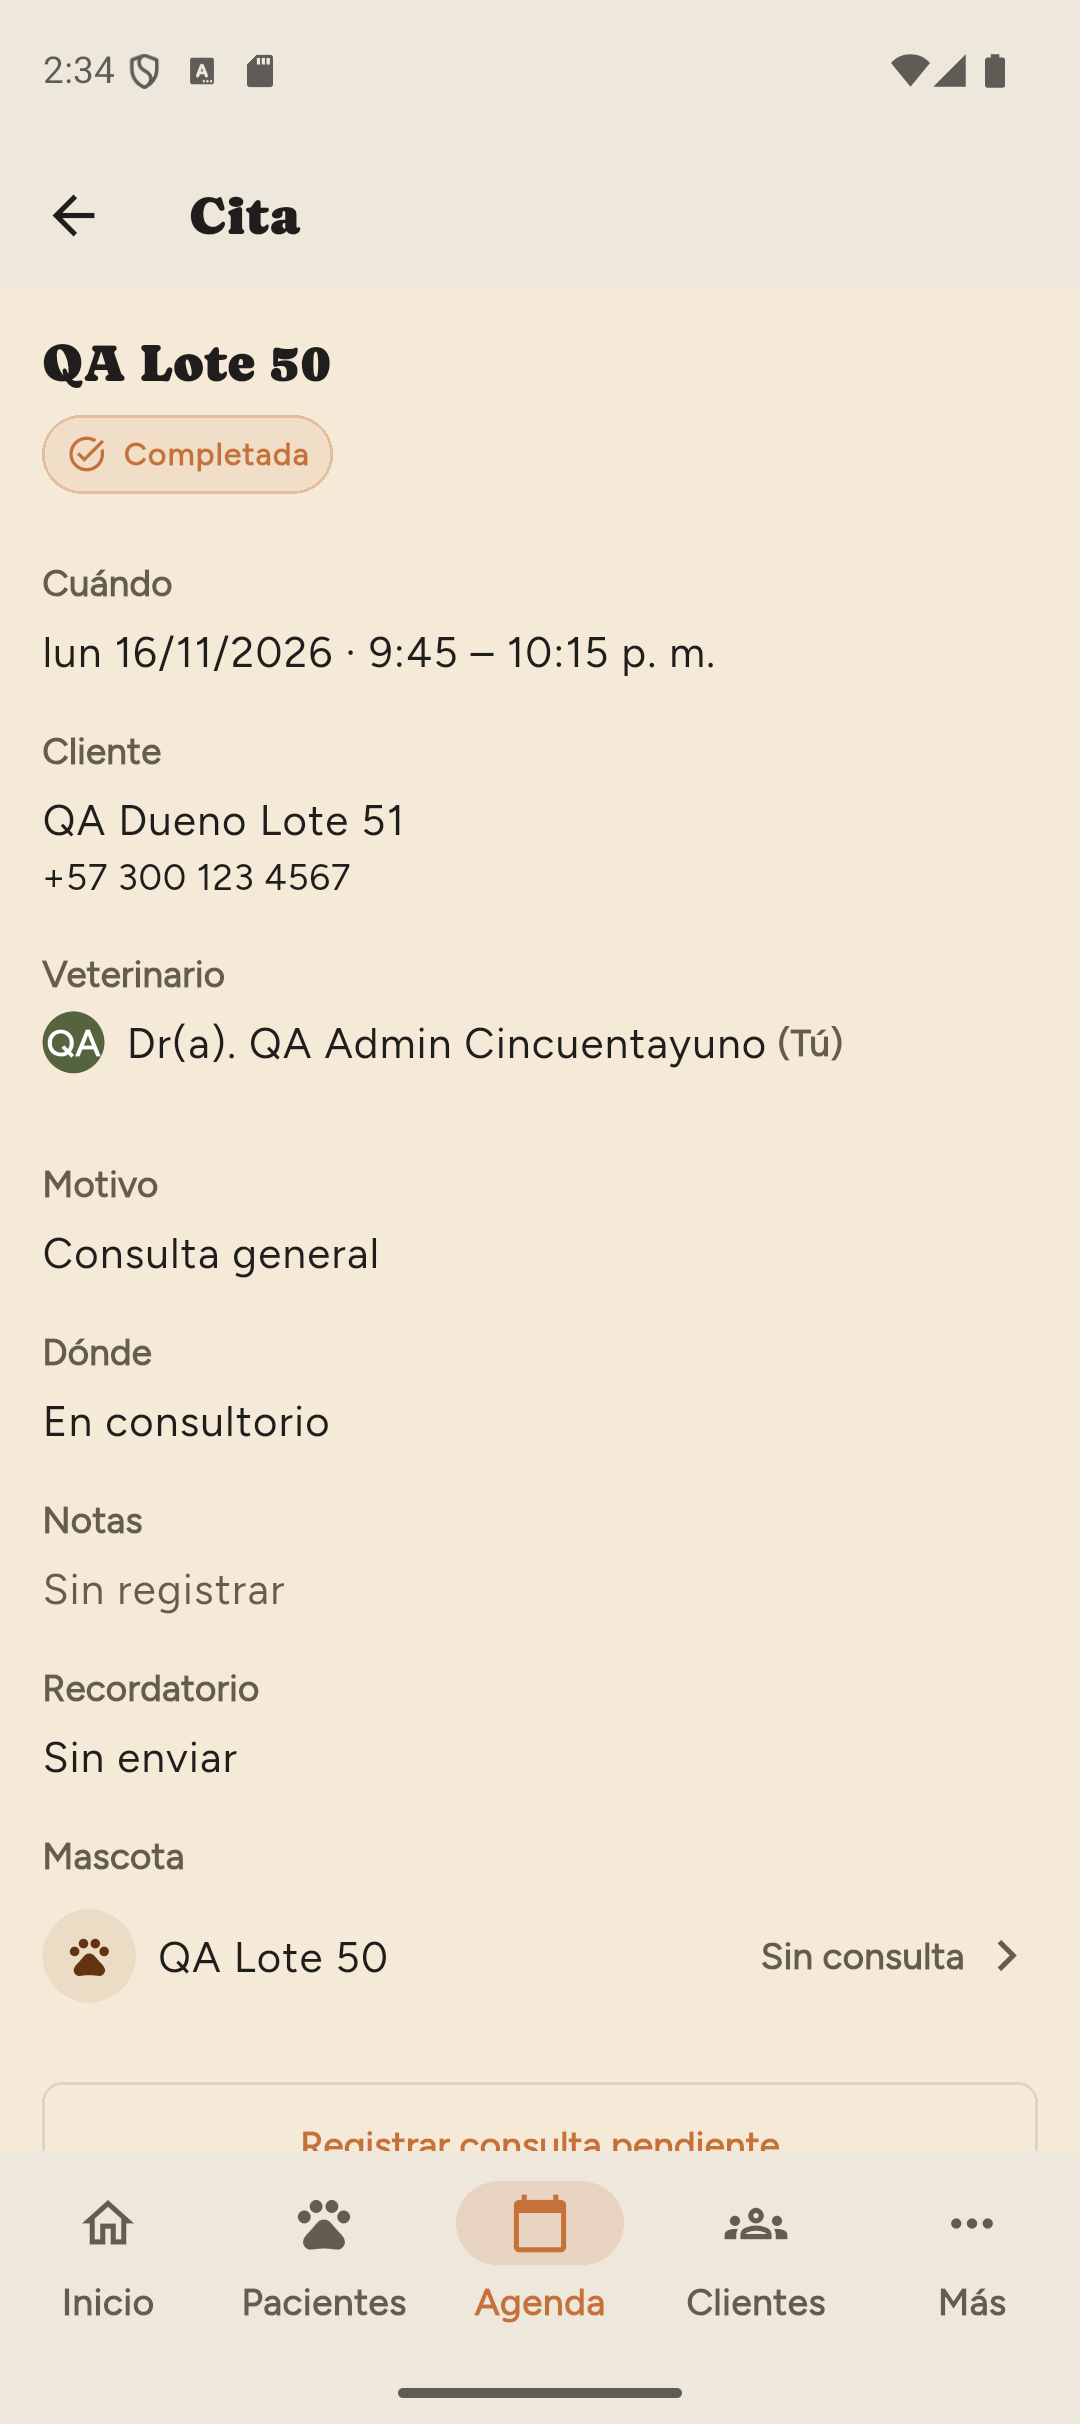 2:34
Cita
QA Lote 50
Completada
Cuándo
lun 16/11/2026 · 9:45 – 10:15 p. m.
Cliente
QA Dueno Lote 51
+57 300 123 4567
Veterinario
QA Dr(a). QA Admin Cincuentayuno (Tú)
Motivo
Consulta general
Dónde
En consultorio
Notas
Sin registrar
Recordatorio
Sin enviar
Mascota
QA Lote 50 Sin consulta
Registrar consulta pendiente
Inicio Pacientes Agenda Clientes Más